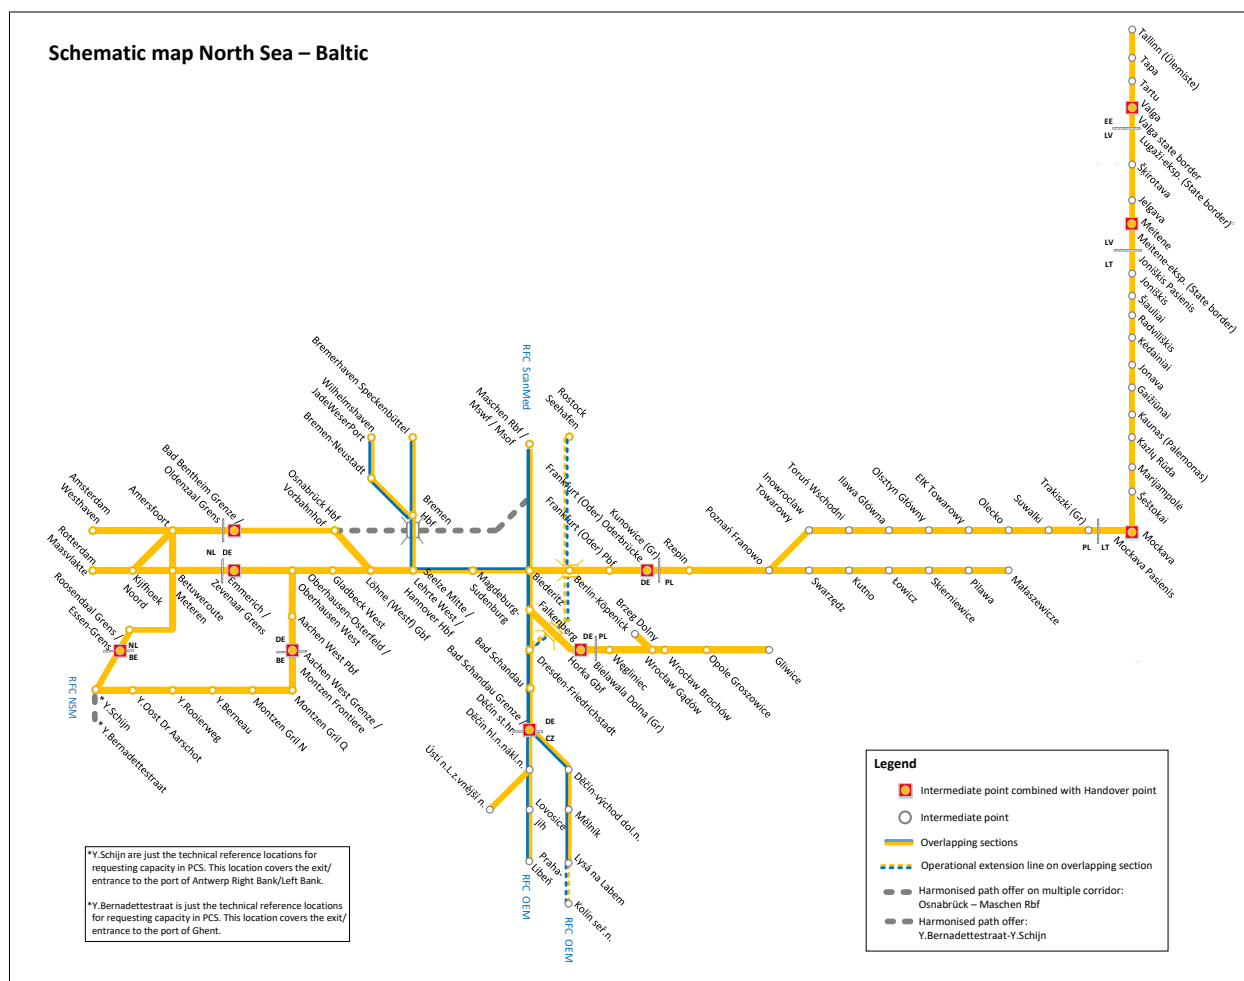 Schematic map North Sea – Baltic
Tallinn (Ülemiste)
Tapa
Tartu
Valga
EE
LV
Valga state border
Lugaži-eksp. (State border)
Šķirotava
Jelgava
Meitene
LV
LT
Meitene-eksp. (State border)
Joniškis Pasienis
Joniškis
Šiauliai
Radviliškis
Kėdainiai
Jonava
Gaižiūnai
Kaunas (Palemonas)
Kazlų Rūda
Marijampolė
Šeštokai
Mockava
Mockava Pasienis
PL
LT
Trakiszki (Gr)
Suwałki
Olecko
Ełk Towarowy
Olsztyn Główny
Iława Główna
Toruń Wschodni
Inowrocław
Towarowy
Poznań Franowo
Swarzędz
Kutno
Łowicz
Skierniewice
Pilawa
Małaszewicze
Rzepin
Kunowice (Gr)
DE
PL
Frankfurt (Oder) Oderbrücke
Frankfurt (Oder) Pbf
Berlin-Köpenick
Rostock
Seehafen
RFC ScanMed
Maschen Rbf /
Mswf / Msof
Bremerhaven Speckenbüttel
Wilhelmshaven
JadeWeserPort
Bremen-Neustadt
Bremen
Hbf
Osnabrück Hbf
Vorbahnhof
Bad Bentheim Grenze /
Oldenzaal Grens
NL
DE
Amersfoort
Amsterdam
Westhaven
Rotterdam
Maasvlakte
Kijfhoek
Noord
Betuweroute
Meteren
Emmerich /
Zevenaar Grens
Oberhausen-Osterfeld /
Oberhausen West
Gladbeck West
Löhne (Westf) Gbf
Seelze Mitte /
Lehrte West /
Hannover Hbf
Magdeburg-
Sudenburg
Biederitz
Falkenberg
Roosendaal Grens /
Essen-Grens
NL
BE
Aachen West Pbf
DE
BE
Aachen West Grenze /
Montzen Frontiere
Montzen Gril Q
Montzen Gril N
Y.Berneau
Y.Rooierweg
Y.Oost Dr Aarschot
*Y.Schijn
* Y.Bernadettestraat
RFC NSM
Horka Gbf
DE
PL
Bielawa Dolna (Gr)
Węgliniec
Brzeg Dolny
Wrocław Gądów
Wrocław Brochów
Opole Groszowice
Gliwice
Dresden-Friedrichstadt
Bad Schandau
Bad Schandau Grenze /
Děčín st.hr.
DE
CZ
Děčín hl.n.nákl.n.
Ústí n.L.z.vnější n.
Lovosice
jih
Praha-
Libeň
RFC OEM
Děčín-východ dol.n.
Mělník
Lysá na Labem
Kolín seř.n.
RFC OEM
Legend
Intermediate point combined with Handover point
Intermediate point
Overlapping sections
Operational extension line on overlapping section
Harmonised path offer on multiple corridor:
Osnabrück – Maschen Rbf
Harmonised path offer:
Y.Bernadettestraat-Y.Schijn
*Y.Schijn are just the technical reference locations for
requesting capacity in PCS. This location covers the exit/
entrance to the port of Antwerp Right Bank/Left Bank.
*Y.Bernadettestraat is just the technical reference locations
for requesting capacity in PCS. This location covers the exit/
entrance to the port of Ghent.